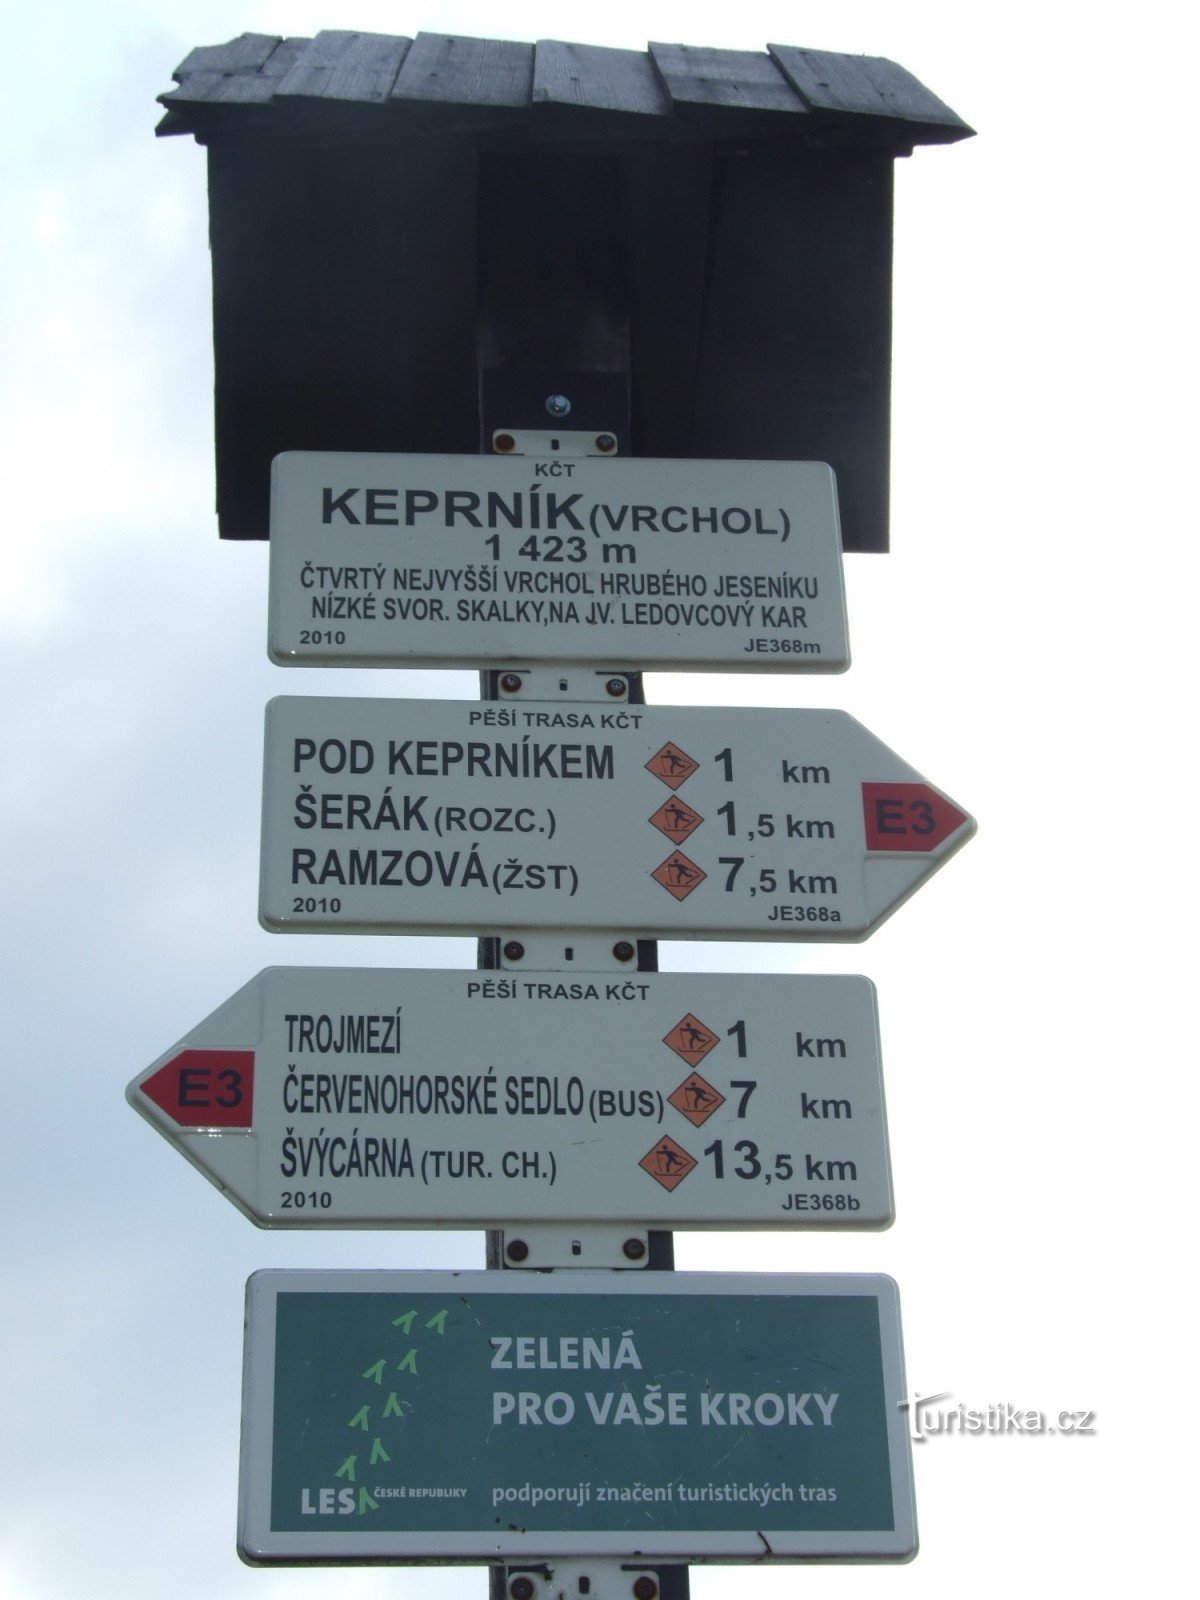 KČT
KEPRNÍK (VRCHOL)
1 423 m
ČTVRTÝ NEJVYŠŠÍ VRCHOL HRUBÉHO JESENÍKU
NÍZKÉ SVOR. SKALKY,NA JV. LEDOVCOVÝ KAR
2010 JE368m
PĚŠÍ TRASA KČT
POD KEPRNÍKEM 1 km
ŠERÁK (ROZC.) 1,5 km
E3
RAMZOVÁ (ŽST) 7,5 km
2010 JE368a
PĚŠÍ TRASA KČT
TROJMEZÍ 1 km
E3
ČERVENOHORSKÉ SEDLO (BUS) 7 km
ŠVÝCÁRNA (TUR. CH.) 13,5 km
2010 JE368b
ZELENÁ
PRO VAŠE KROKY
Turistika.cz
LESY ČESKÉ REPUBLIKY podporují značení turistických tras